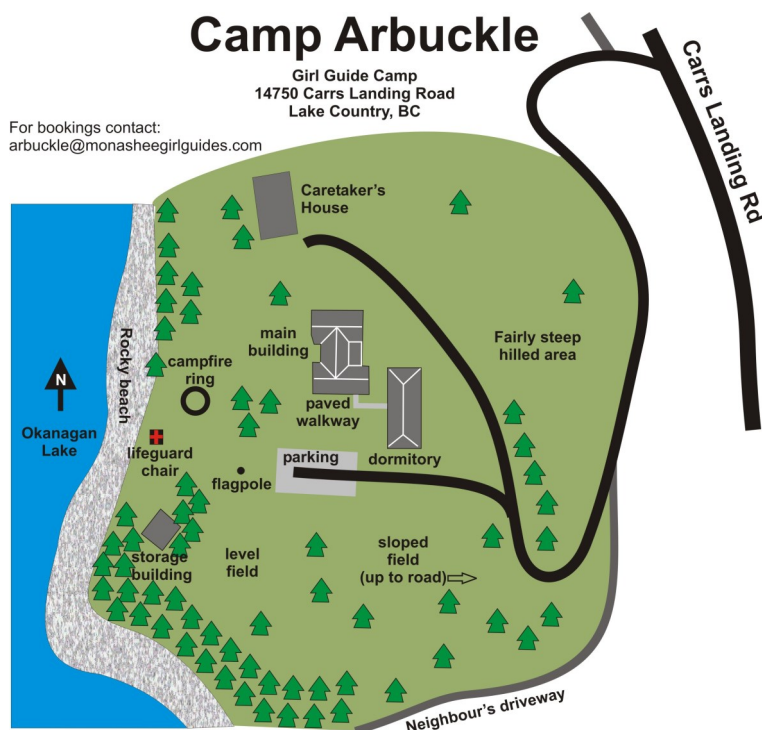 Camp Arbuckle
Girl Guide Camp
14750 Carrs Landing Road
Lake Country, BC
For bookings contact:
arbuckle@monasheegirlguides.com
Carrs Landing Rd
Caretaker's
House
Rocky beach
main
building
Fairly steep
hilled area
campfire
ring
N
paved
walkway
Okanagan
Lake
lifeguard
chair
parking
dormitory
flagpole
storage
building
level
field
sloped
field
(up to road)
Neighbour's driveway